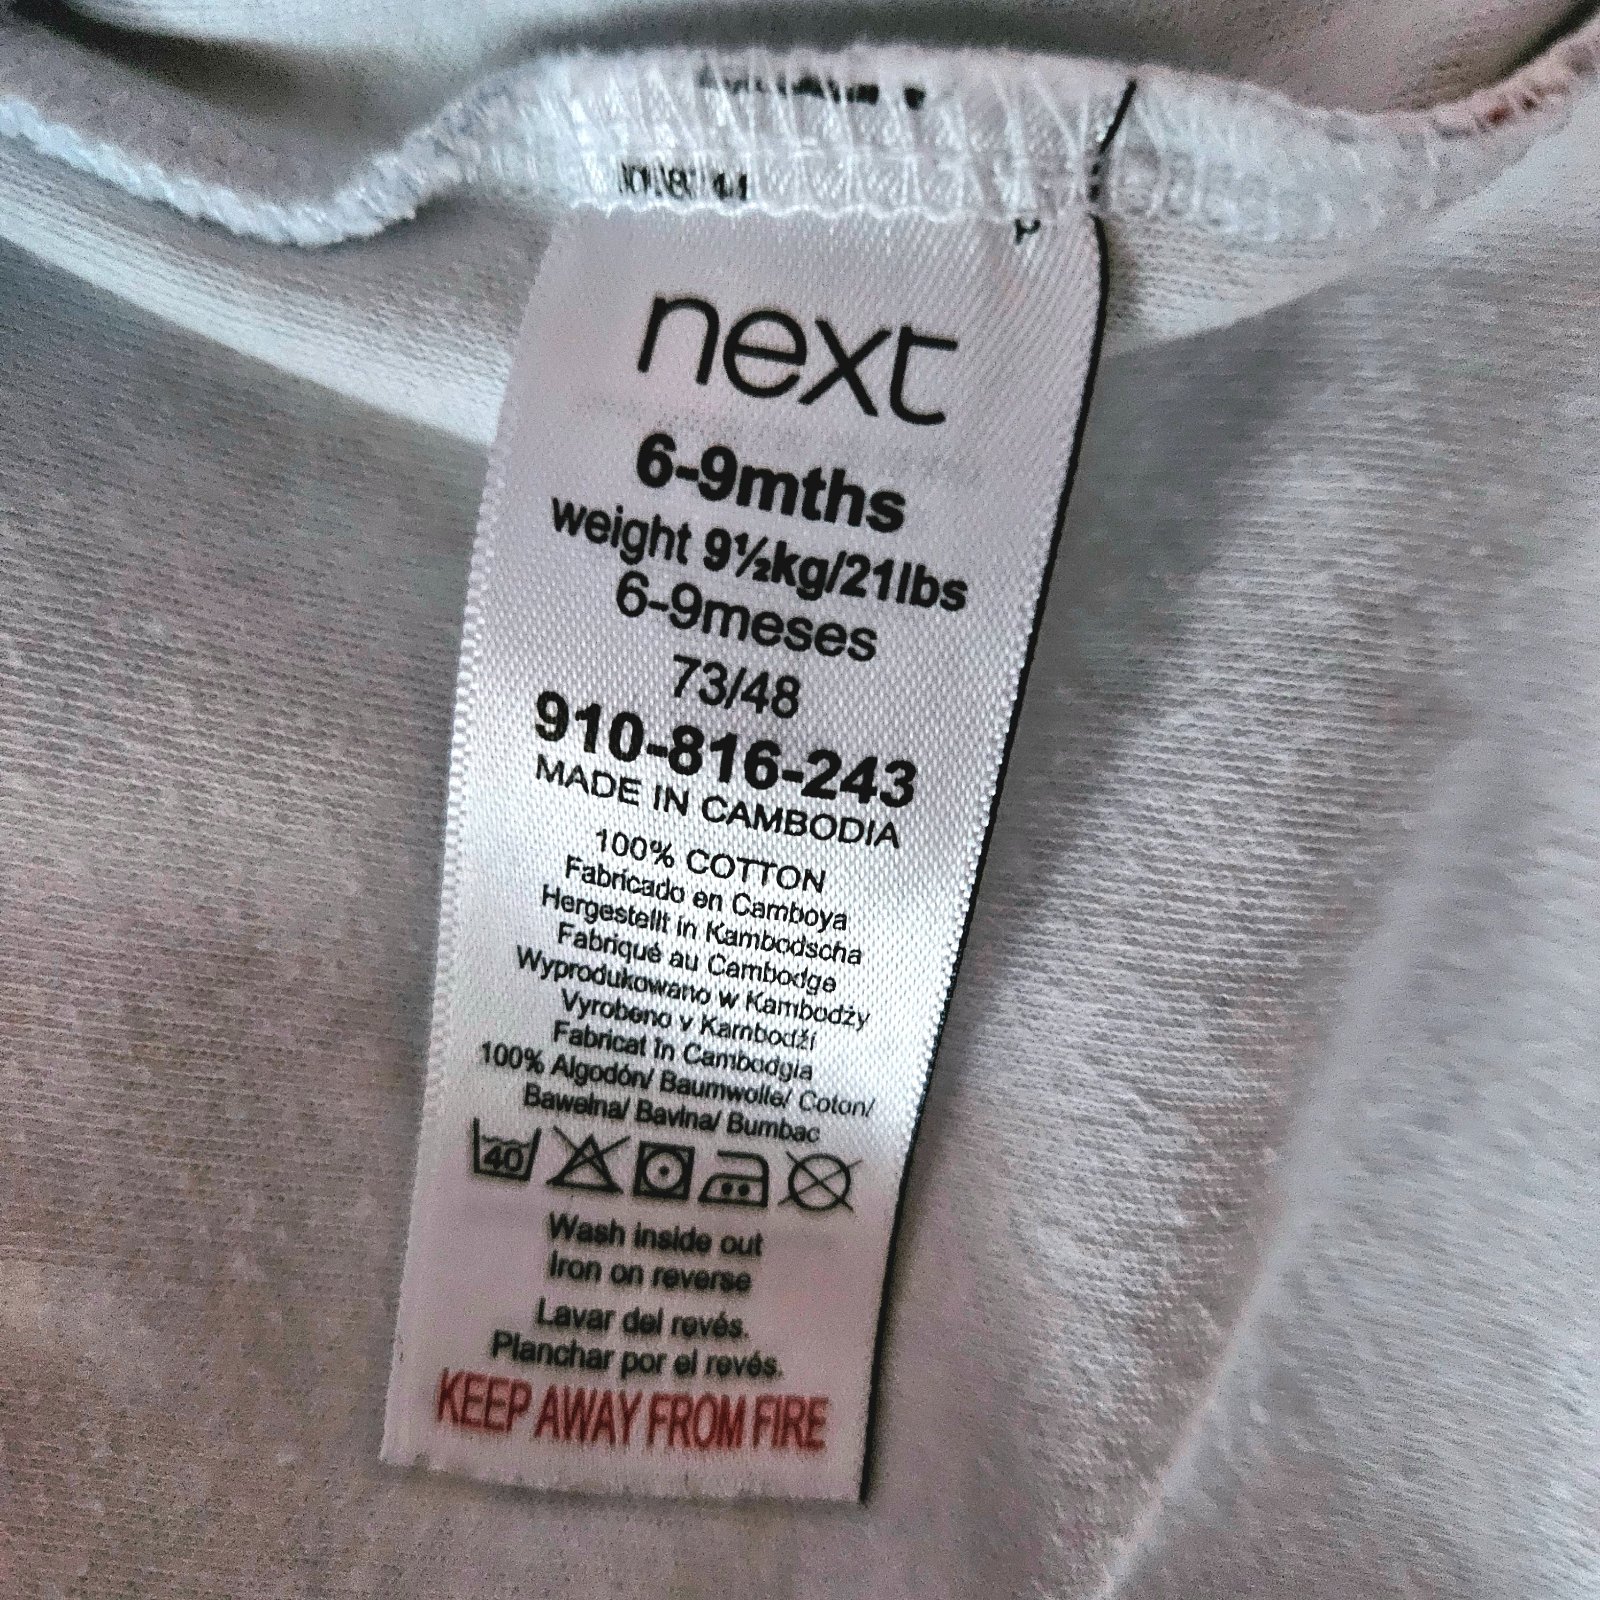 next
6-9mths
weight 9½kg/21lbs
6-9meses
73/48
910-816-243
MADE IN CAMBODIA
100% COTTON
Fabricado en Camboya
Hergestellt in Kambodscha
Fabriqué au Cambodge
Wyprodukowano w Kambodży
Vyrobeno v Kambodži
Fabricat în Cambodgia
100% Algodón/ Baumwolle/ Coton/
Bawełna/ Bavlna/ Bumbac
40
Wash inside out
Iron on reverse
Lavar del revés.
Planchar por el revés.
KEEP AWAY FROM FIRE